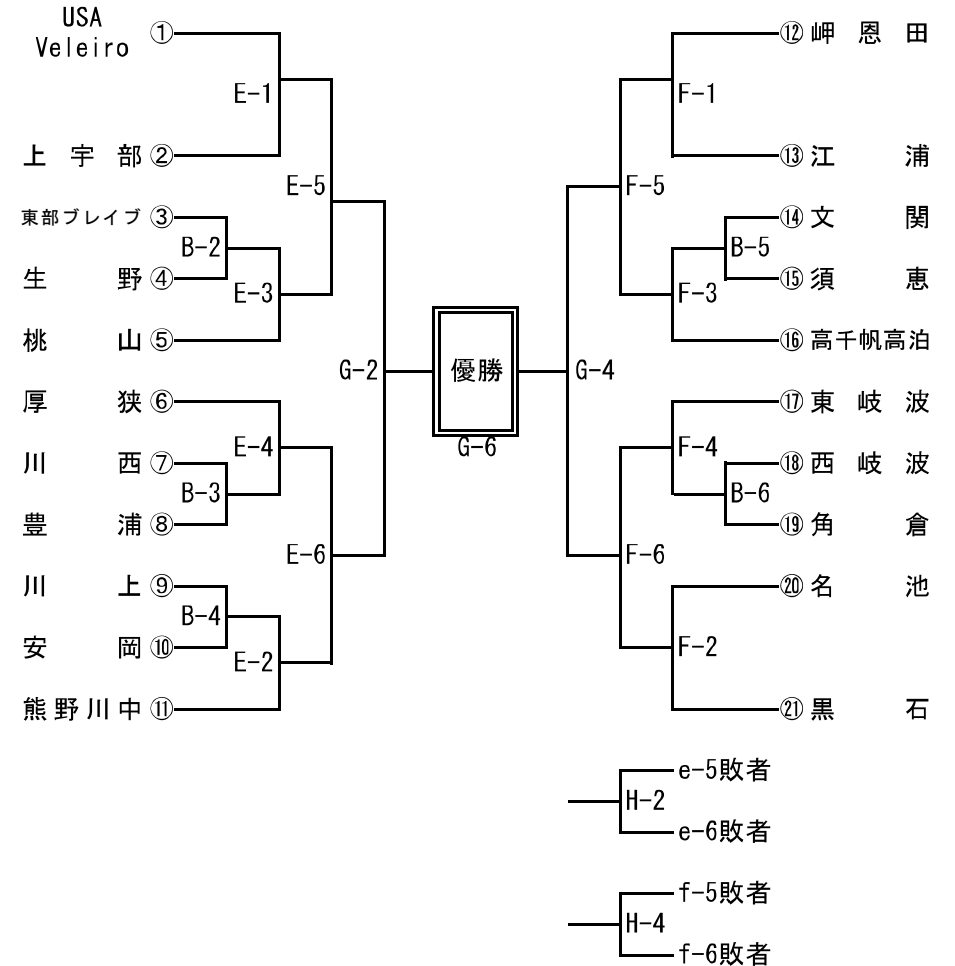 USA
Veleiro ①
E-1
上宇部 ②
E-5
東部ブレイブ ③
B-2
生野 ④
E-3
桃山 ⑤
G-2
厚狭 ⑥
E-4
川西 ⑦
B-3
豊浦 ⑧
E-6
川上 ⑨
B-4
安岡 ⑩
E-2
熊野川中 ⑪
優勝
G-6
⑫ 岬恩田
F-1
⑬ 江浦
F-5
⑭ 文関
B-5
⑮ 須恵
F-3
⑯ 高千帆高泊
G-4
⑰ 東岐波
F-4
⑱ 西岐波
B-6
⑲ 角倉
F-6
⑳ 名池
F-2
㉑ 黒石
e-5敗者
H-2
e-6敗者
f-5敗者
H-4
f-6敗者